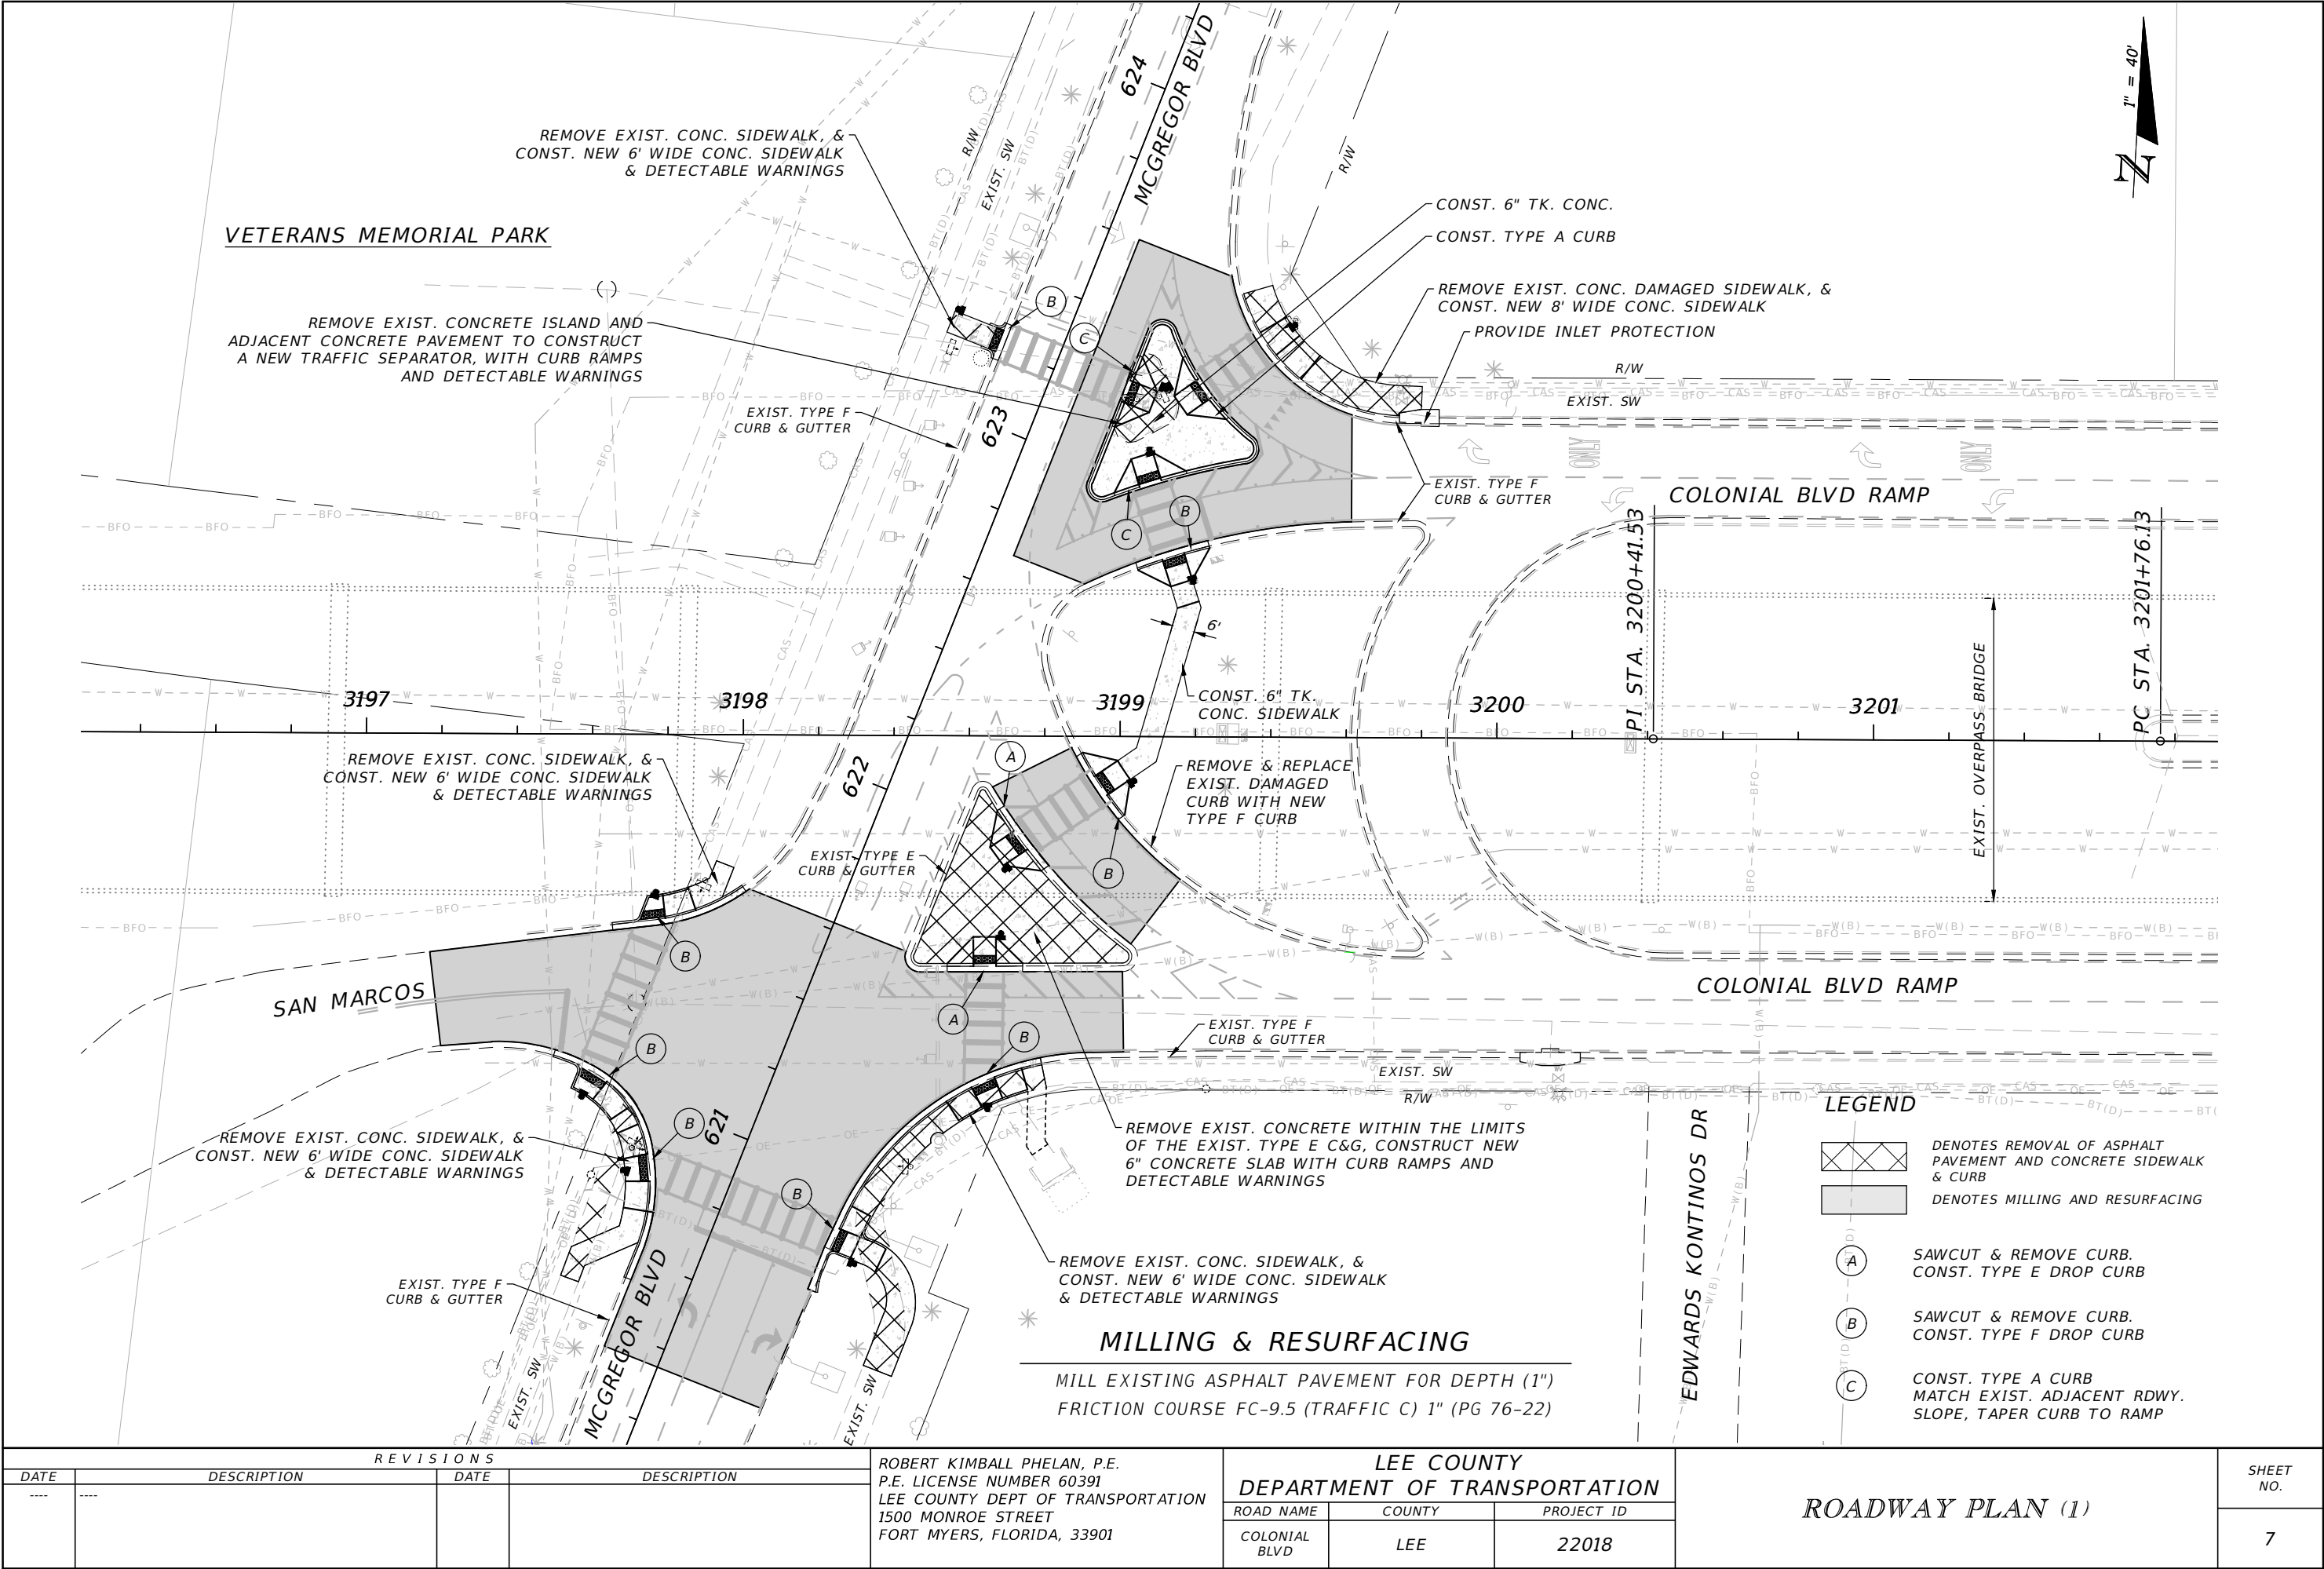 624
MCGREGOR BLVD
1" = 40'
N
REMOVE EXIST. CONC. SIDEWALK, &
CONST. NEW 6' WIDE CONC. SIDEWALK
& DETECTABLE WARNINGS
R/W
EXIST. SW
R/W
VETERANS MEMORIAL PARK
CONST. 6" TK. CONC.
CONST. TYPE A CURB
REMOVE EXIST. CONC. DAMAGED SIDEWALK, &
CONST. NEW 8' WIDE CONC. SIDEWALK
PROVIDE INLET PROTECTION
B
C
REMOVE EXIST. CONCRETE ISLAND AND
ADJACENT CONCRETE PAVEMENT TO CONSTRUCT
A NEW TRAFFIC SEPARATOR, WITH CURB RAMPS
AND DETECTABLE WARNINGS
R/W
EXIST. SW
EXIST. TYPE F
CURB & GUTTER
623
ONLY
ONLY
EXIST. TYPE F
CURB & GUTTER
COLONIAL BLVD RAMP
B
C
PI STA. 3200+41.53
PC STA. 3201+76.13
6'
EXIST. OVERPASS BRIDGE
3197
3198
3199
3200
3201
CONST. 6" TK.
CONC. SIDEWALK
REMOVE EXIST. CONC. SIDEWALK, &
CONST. NEW 6' WIDE CONC. SIDEWALK
& DETECTABLE WARNINGS
622
A
REMOVE & REPLACE
EXIST. DAMAGED
CURB WITH NEW
TYPE F CURB
EXIST. TYPE E
CURB & GUTTER
B
B
SAN MARCOS
COLONIAL BLVD RAMP
A
B
B
EXIST. TYPE F
CURB & GUTTER
EXIST. SW
R/W
B
621
REMOVE EXIST. CONC. SIDEWALK, &
CONST. NEW 6' WIDE CONC. SIDEWALK
& DETECTABLE WARNINGS
B
REMOVE EXIST. CONCRETE WITHIN THE LIMITS
OF THE EXIST. TYPE E C&G, CONSTRUCT NEW
6" CONCRETE SLAB WITH CURB RAMPS AND
DETECTABLE WARNINGS
EDWARDS KONTINOS DR
REMOVE EXIST. CONC. SIDEWALK, &
CONST. NEW 6' WIDE CONC. SIDEWALK
& DETECTABLE WARNINGS
EXIST. TYPE F
CURB & GUTTER
MCGREGOR BLVD
EXIST. SW
EXIST. SW
MILLING & RESURFACING
MILL EXISTING ASPHALT PAVEMENT FOR DEPTH (1")
FRICTION COURSE FC-9.5 (TRAFFIC C) 1" (PG 76-22)
LEGEND
DENOTES REMOVAL OF ASPHALT
PAVEMENT AND CONCRETE SIDEWALK
& CURB
DENOTES MILLING AND RESURFACING
A
SAWCUT & REMOVE CURB.
CONST. TYPE E DROP CURB
B
SAWCUT & REMOVE CURB.
CONST. TYPE F DROP CURB
C
CONST. TYPE A CURB
MATCH EXIST. ADJACENT RDWY.
SLOPE, TAPER CURB TO RAMP
REVISIONS
DATE DESCRIPTION DATE DESCRIPTION
---- ----
ROBERT KIMBALL PHELAN, P.E.
P.E. LICENSE NUMBER 60391
LEE COUNTY DEPT OF TRANSPORTATION
1500 MONROE STREET
FORT MYERS, FLORIDA, 33901
LEE COUNTY
DEPARTMENT OF TRANSPORTATION
ROAD NAME COUNTY PROJECT ID
COLONIAL
BLVD
LEE
22018
ROADWAY PLAN (1)
SHEET
NO.
7